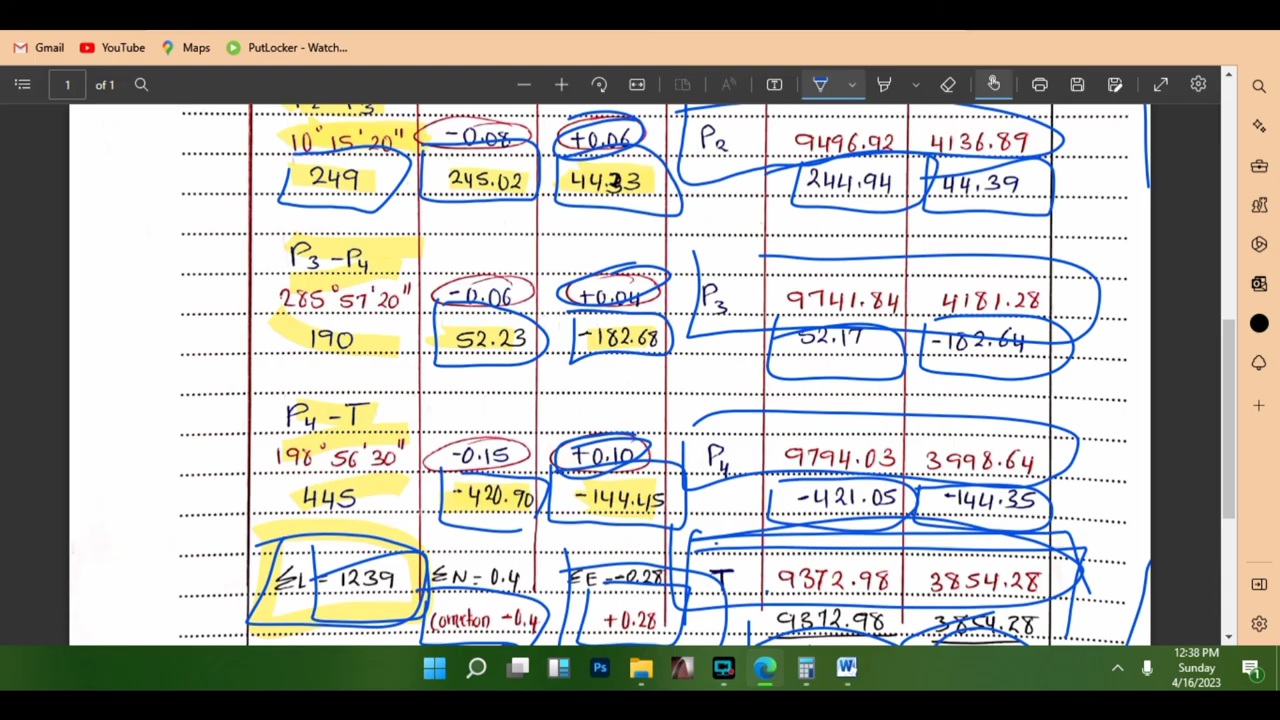 Gmail YouTube Maps PutLocker - Watch...
1 of 1
10° 15' 20" -0.08 +0.06 P2 9496.92 4136.89
249 245.02 44.33 244.94 44.39
P3 - P4
285° 57' 20" -0.06 +0.04 P3 9741.84 4181.28
190 52.23 -182.68 52.17 -182.64
P4 - T
198° 56' 30" -0.15 +0.10 P4 9794.03 3998.64
445 -420.90 -144.45 -421.05 -144.35
ΣL = 1239 ΣN = 0.4 ΣE = -0.28 T 9372.98 3854.28
Correction -0.4 +0.28 9372.98 3854.28
12:38 PM
Sunday
4/16/2023
1